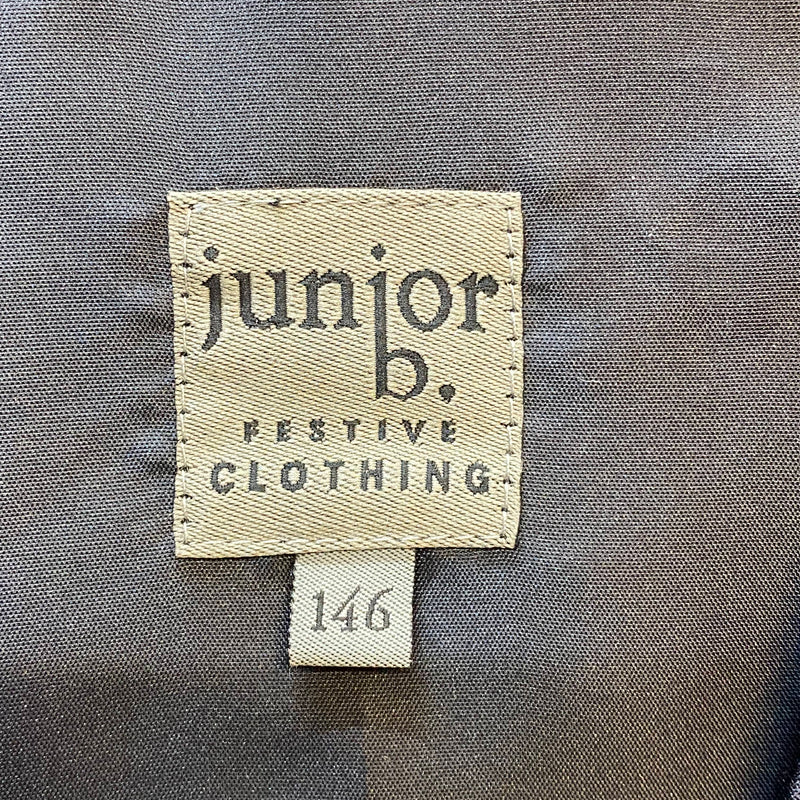 junior
b.
FESTIVE
CLOTHING
146